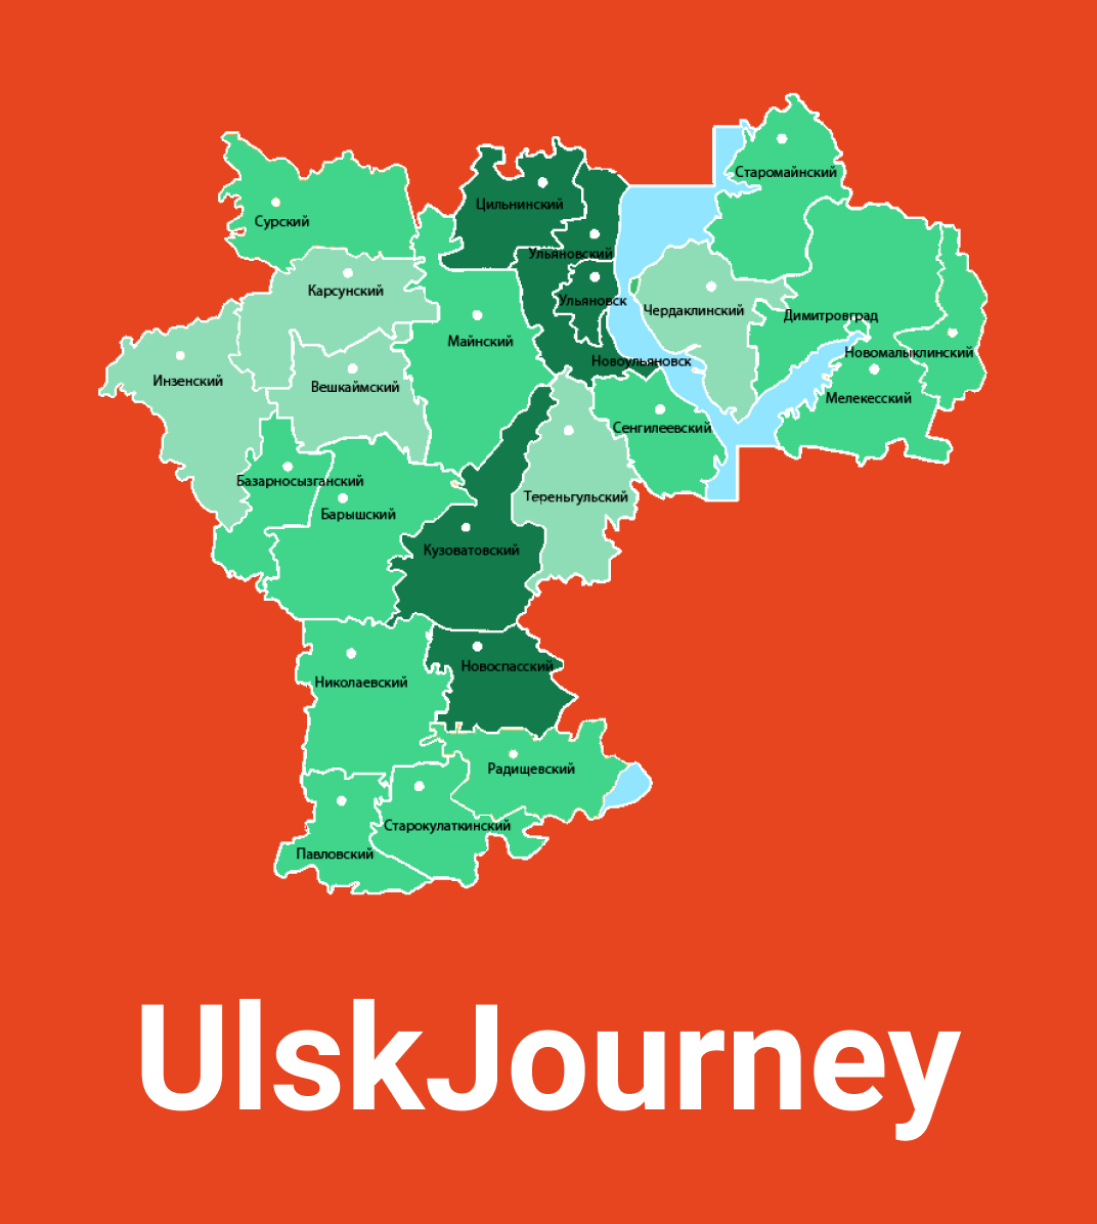 Старомайнский
Цильнинский
Сурский
Ульяновский
Карсунский
Ульяновск
Чердаклинский
Димитровград
Майнский
Новомалыклинский
Новоульяновск
Инзенский
Вешкаймский
Мелекесский
Сенгилеевский
Базарносызганский
Тереньгульский
Барышский
Кузоватовский
Новоспасский
Николаевский
Радищевский
Старокулаткинский
Павловский
UlskJourney